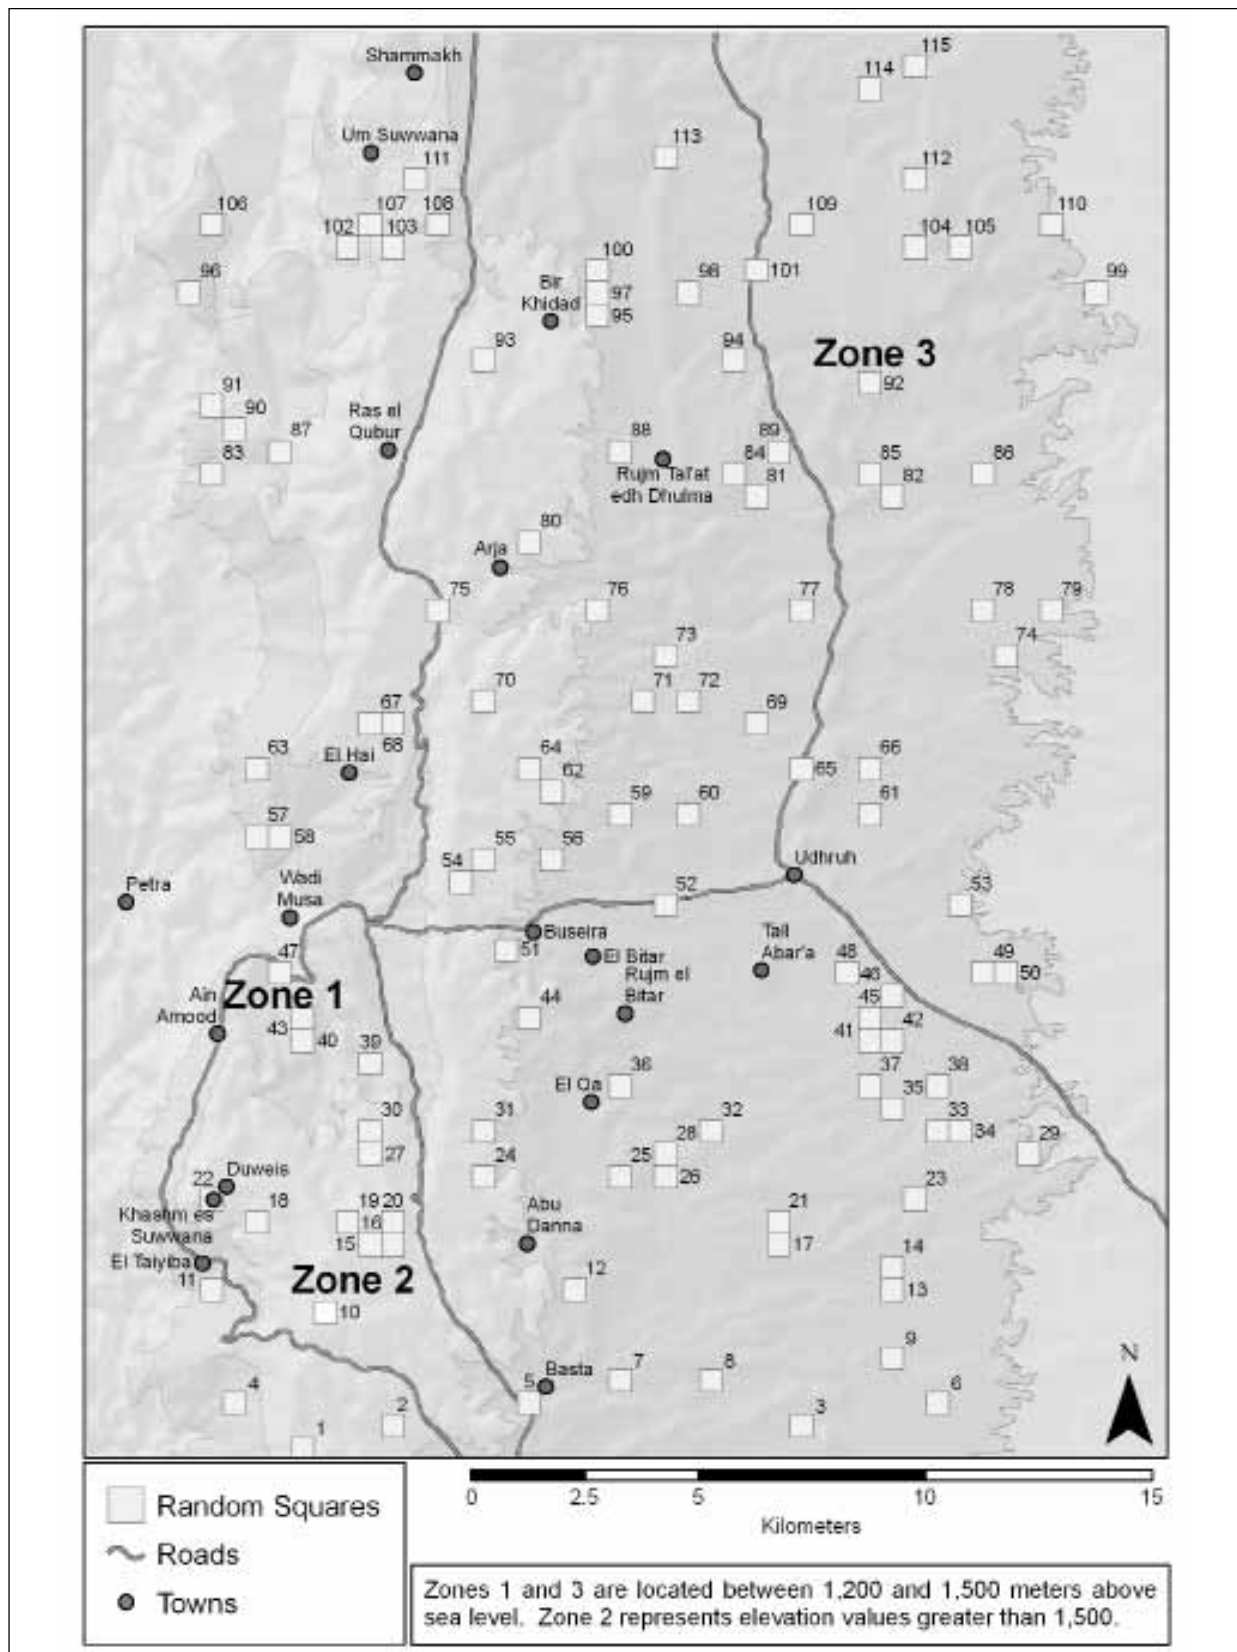 Shammakh
115
114
Um Suwwana
113
111
112
106
107
108
109
110
102
103
104
105
100
101
96
Bir
Khidad
97
98
99
95
93
94
Zone 3
92
91
90
Ras el
Qubur
87
88
89
83
84
85
86
Rujm Tal'at
edh Dhulma
81
82
80
Arja
75
76
77
78
79
73
74
70
71
72
67
69
68
63
El Hai
64
66
65
62
59
60
61
57
58
55
56
54
Udhruh
Petra
Wadi
Musa
52
53
Buseira
51
El Bitar
Tall
Abar'a
47
48
46
49
50
Zone 1
Rujm el
Bitar
Ain
Amood
44
45
43
40
41
42
39
El Qa
36
37
38
35
30
31
32
33
34
28
29
27
24
25
26
22
Duweis
23
Khashm es
Suwwana
18
19
20
16
Abu
Danna
21
El Taiyiba
15
17
14
11
Zone 2
12
13
10
9
N
Basta
5
7
8
6
4
2
3
1
Random Squares
Roads
Towns
0 2.5 5 10 15
Kilometers
Zones 1 and 3 are located between 1,200 and 1,500 meters above
sea level. Zone 2 represents elevation values greater than 1,500.